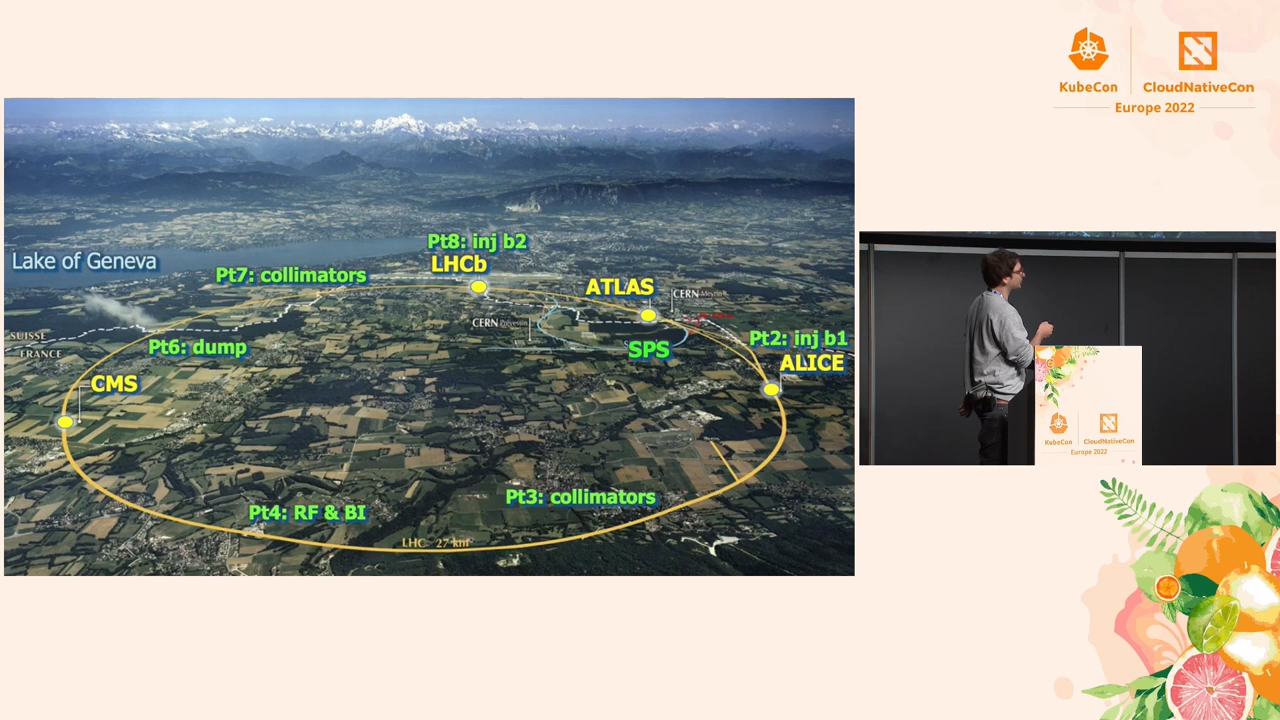 KubeCon
CloudNativeCon
Europe 2022
Pt8: inj b2
LHCb
Lake of Geneva
Pt7: collimators
ATLAS
CERN Meyrin
CERN Prévessin
SUISSE
FRANCE
Pt6: dump
SPS
Pt2: inj b1
ALICE
CMS
Pt3: collimators
Pt4: RF & BI
LHC 27 km
KubeCon
CloudNativeCon
Europe 2022